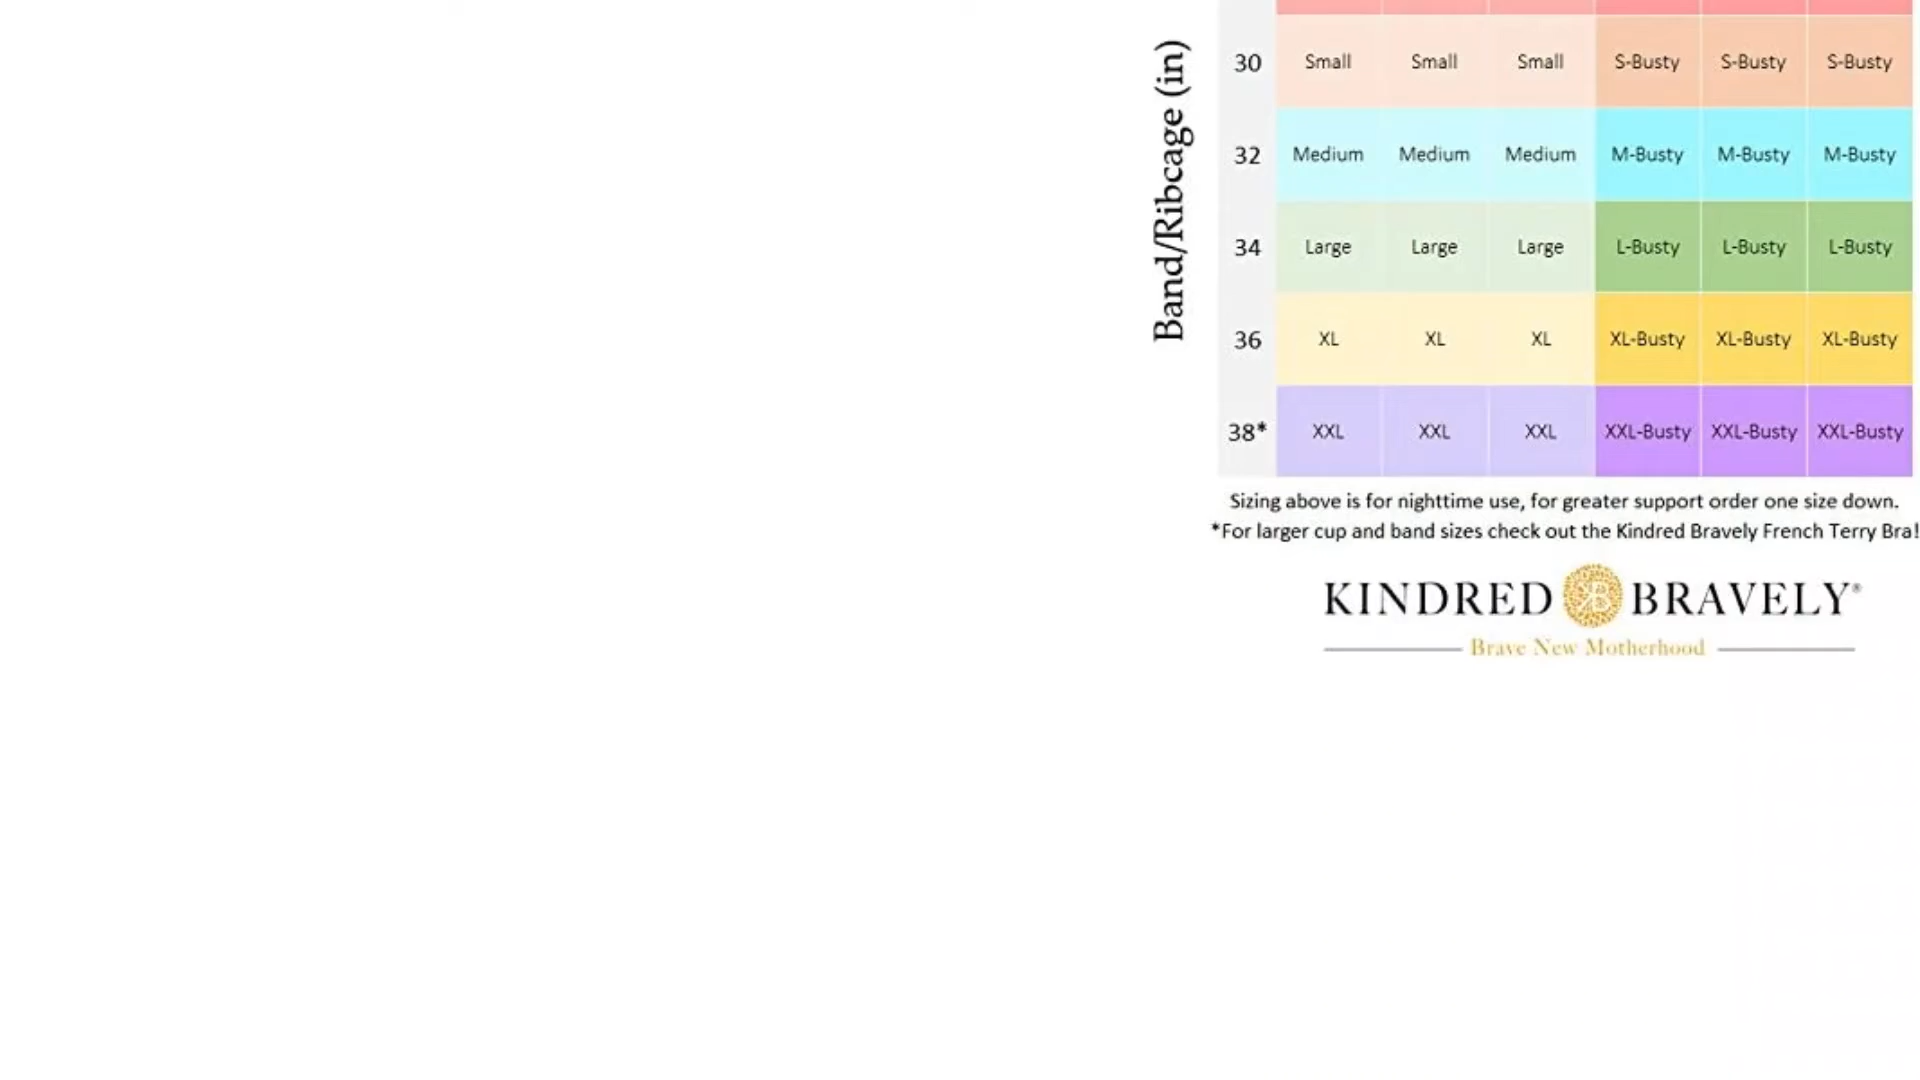 Band/Ribcage (in)
30 Small Small Small S-Busty S-Busty S-Busty
32 Medium Medium Medium M-Busty M-Busty M-Busty
34 Large Large Large L-Busty L-Busty L-Busty
36 XL XL XL XL-Busty XL-Busty XL-Busty
38* XXL XXL XXL XXL-Busty XXL-Busty XXL-Busty
Sizing above is for nighttime use, for greater support order one size down.
*For larger cup and band sizes check out the Kindred Bravely French Terry Bra!
KINDRED KB BRAVELY®
Brave New Motherhood